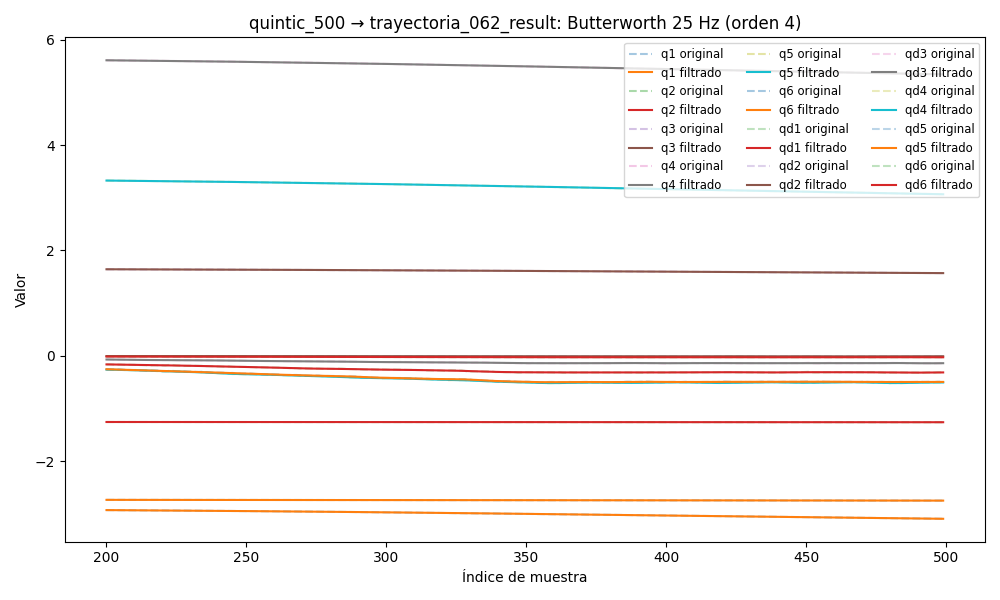 quintic_500 → trayectoria_062_result: Butterworth 25 Hz (orden 4)
q1 original q5 original qd3 original
q1 filtrado q5 filtrado qd3 filtrado
q2 original q6 original qd4 original
q2 filtrado q6 filtrado qd4 filtrado
q3 original qd1 original qd5 original
q3 filtrado qd1 filtrado qd5 filtrado
q4 original qd2 original qd6 original
q4 filtrado qd2 filtrado qd6 filtrado
6
4
2
0
−2
Valor
200 250 300 350 400 450 500
Índice de muestra